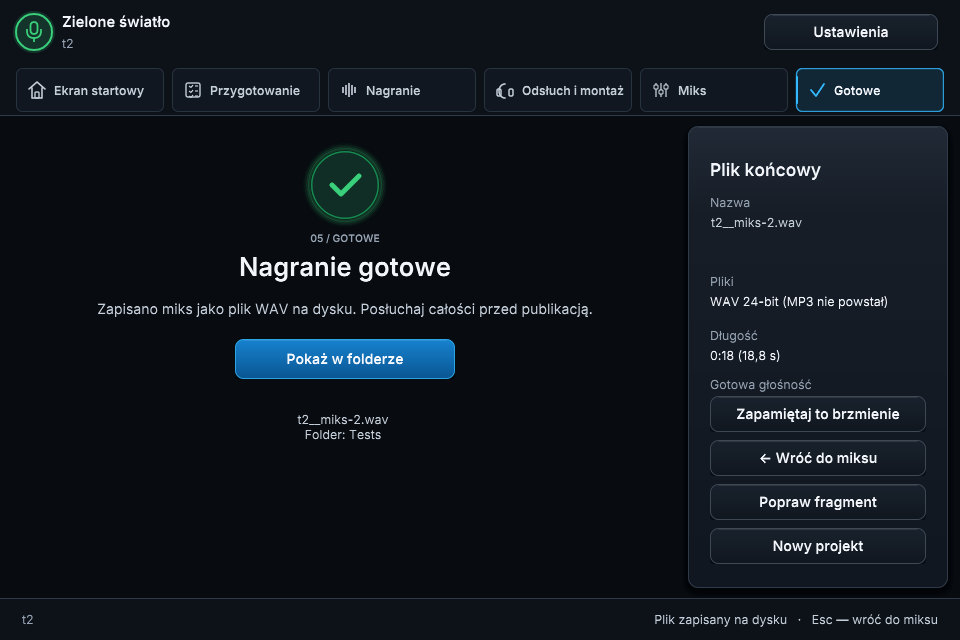 Zielone światło
t2
Ustawienia
Ekran startowy
Przygotowanie
Nagranie
Odsłuch i montaż
Miks
Gotowe
05 / GOTOWE
Nagranie gotowe
Zapisano miks jako plik WAV na dysku. Posłuchaj całości przed publikacją.
Pokaż w folderze
t2__miks-2.wav
Folder: Tests
Plik końcowy
Nazwa
t2__miks-2.wav
Pliki
WAV 24-bit (MP3 nie powstał)
Długość
0:18 (18,8 s)
Gotowa głośność
Zapamiętaj to brzmienie
← Wróć do miksu
Popraw fragment
Nowy projekt
t2
Plik zapisany na dysku · Esc — wróć do miksu